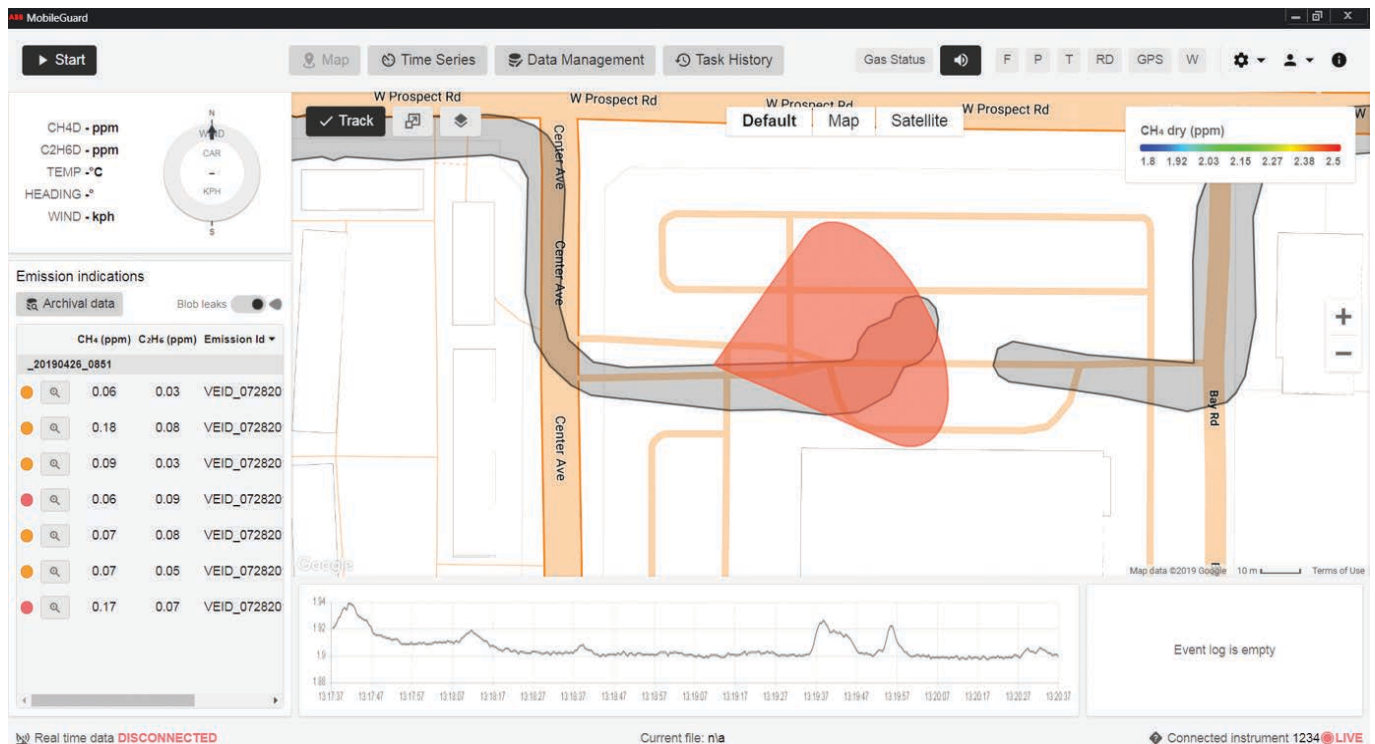 ABB MobileGuard
Start
Map
Time Series
Data Management
Task History
Gas Status
F
P
T
RD
GPS
W
CH4D - ppm
C2H6D - ppm
TEMP -°C
HEADING -°
WIND - kph
N
WIND
CAR
-
KPH
S
Emission indications
Archival data
Blob leaks
CH₄ (ppm) C₂H₆ (ppm) Emission Id
_20190426_0851
0.06 0.03 VEID_072820
0.18 0.08 VEID_072820
0.09 0.03 VEID_072820
0.06 0.09 VEID_072820
0.07 0.08 VEID_072820
0.07 0.05 VEID_072820
0.17 0.07 VEID_072820
W Prospect Rd
W Prospect Rd
W Prospect Rd
W Prospect Rd
W
Track
Default
Map
Satellite
CH₄ dry (ppm)
1.8 1.92 2.03 2.15 2.27 2.38 2.5
Center Ave
Center Ave
Center Ave
Bay Rd
+
−
Google
Map data ©2019 Google
10 m
Terms of Use
1.94
1.92
1.9
1.88
13:17:37 13:17:47 13:17:57 13:18:07 13:18:17 13:18:27 13:18:37 13:18:47 13:18:57 13:19:07 13:19:17 13:19:27 13:19:37 13:19:47 13:19:57 13:20:07 13:20:17 13:20:27 13:20:37
Event log is empty
Real time data DISCONNECTED
Current file: n\a
Connected instrument 1234 LIVE